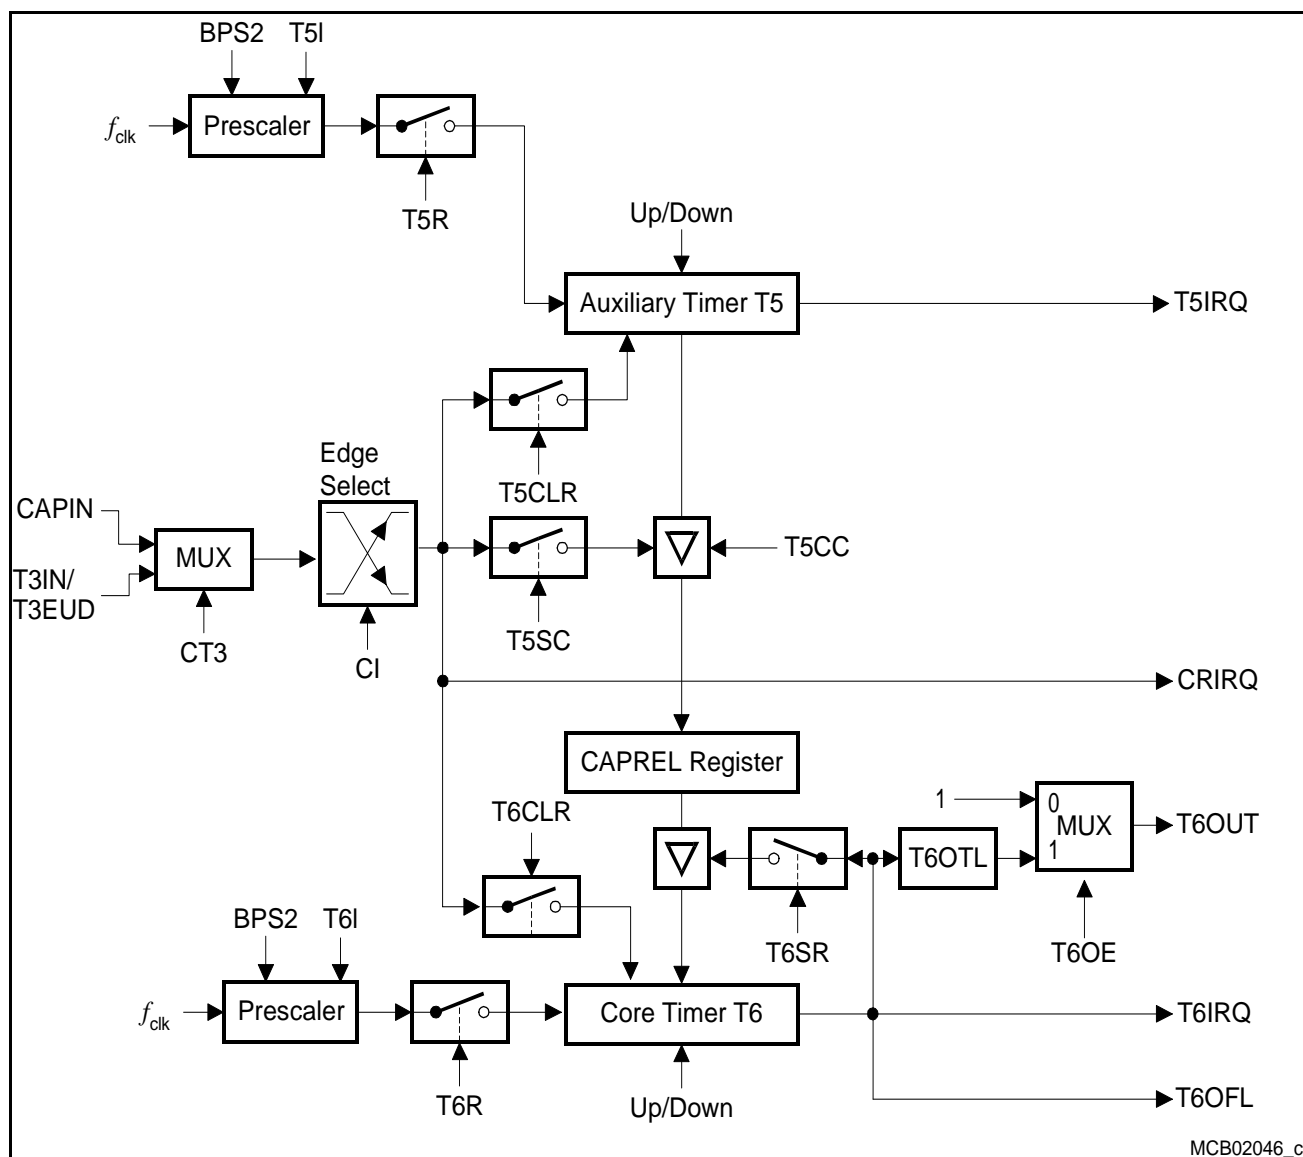 BPS2 T5I
fclk
Prescaler
T5R
Up/Down
Auxiliary Timer T5
T5IRQ
Edge
Select
T5CLR
CAPIN
MUX
T3IN/
T3EUD
CT3
CI
T5SC
T5CC
CRIRQ
CAPREL Register
T6CLR
1
0
MUX
1
T6OUT
T6OTL
T6SR
T6OE
BPS2 T6I
fclk
Prescaler
T6R
Core Timer T6
Up/Down
T6IRQ
T6OFL
MCB02046_c